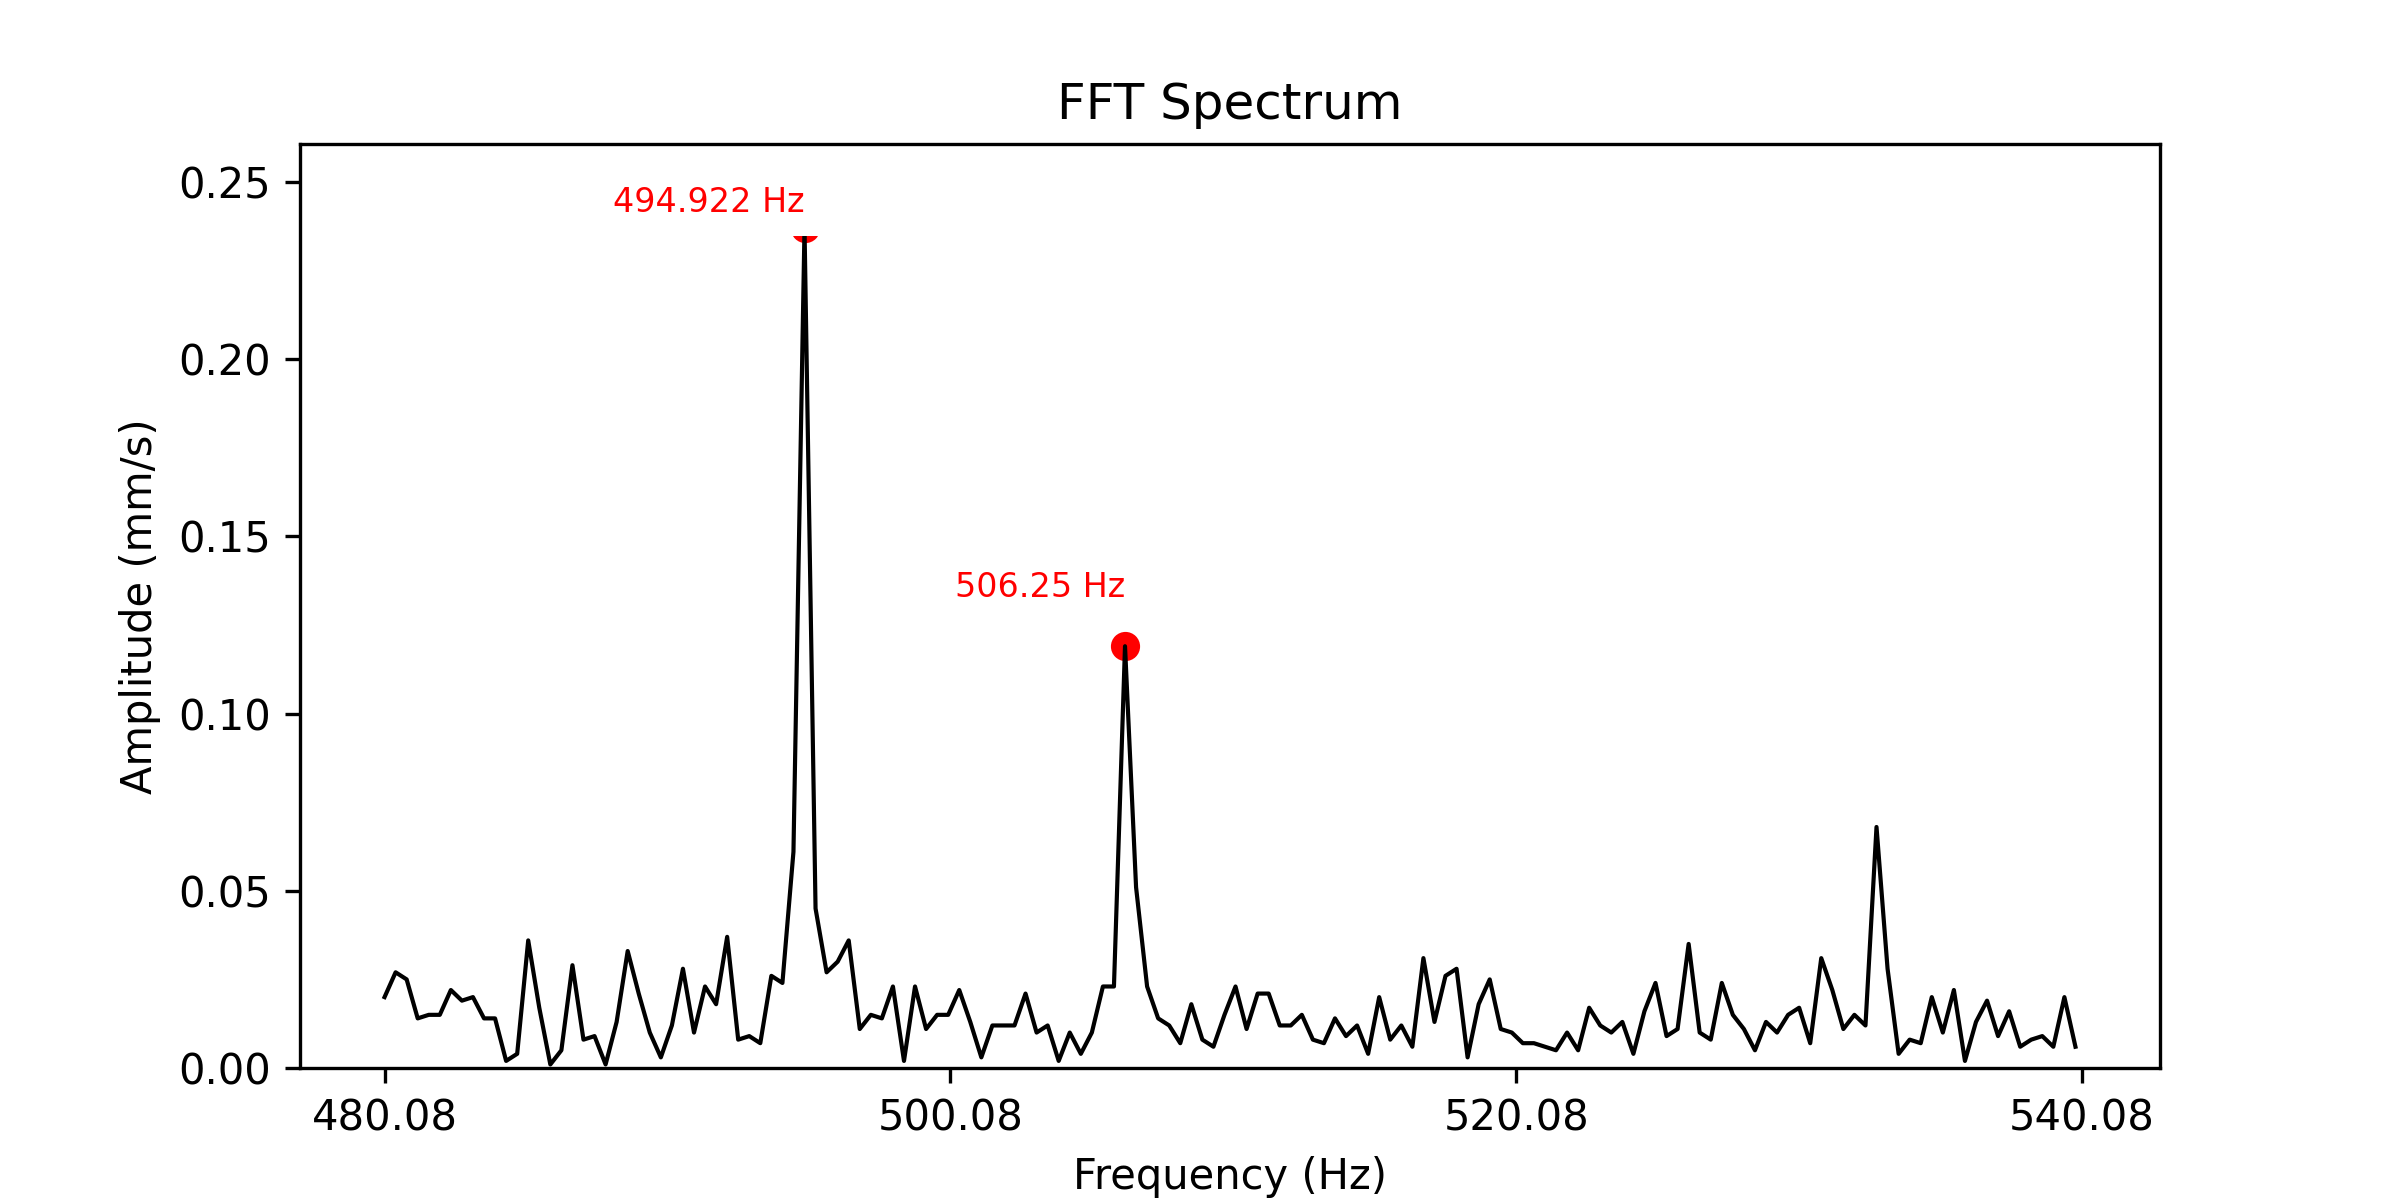 FFT Spectrum
0.25
494.922 Hz
0.20
0.15
506.25 Hz
0.10
0.05
0.00
Amplitude (mm/s)
480.08
500.08
520.08
540.08
Frequency (Hz)